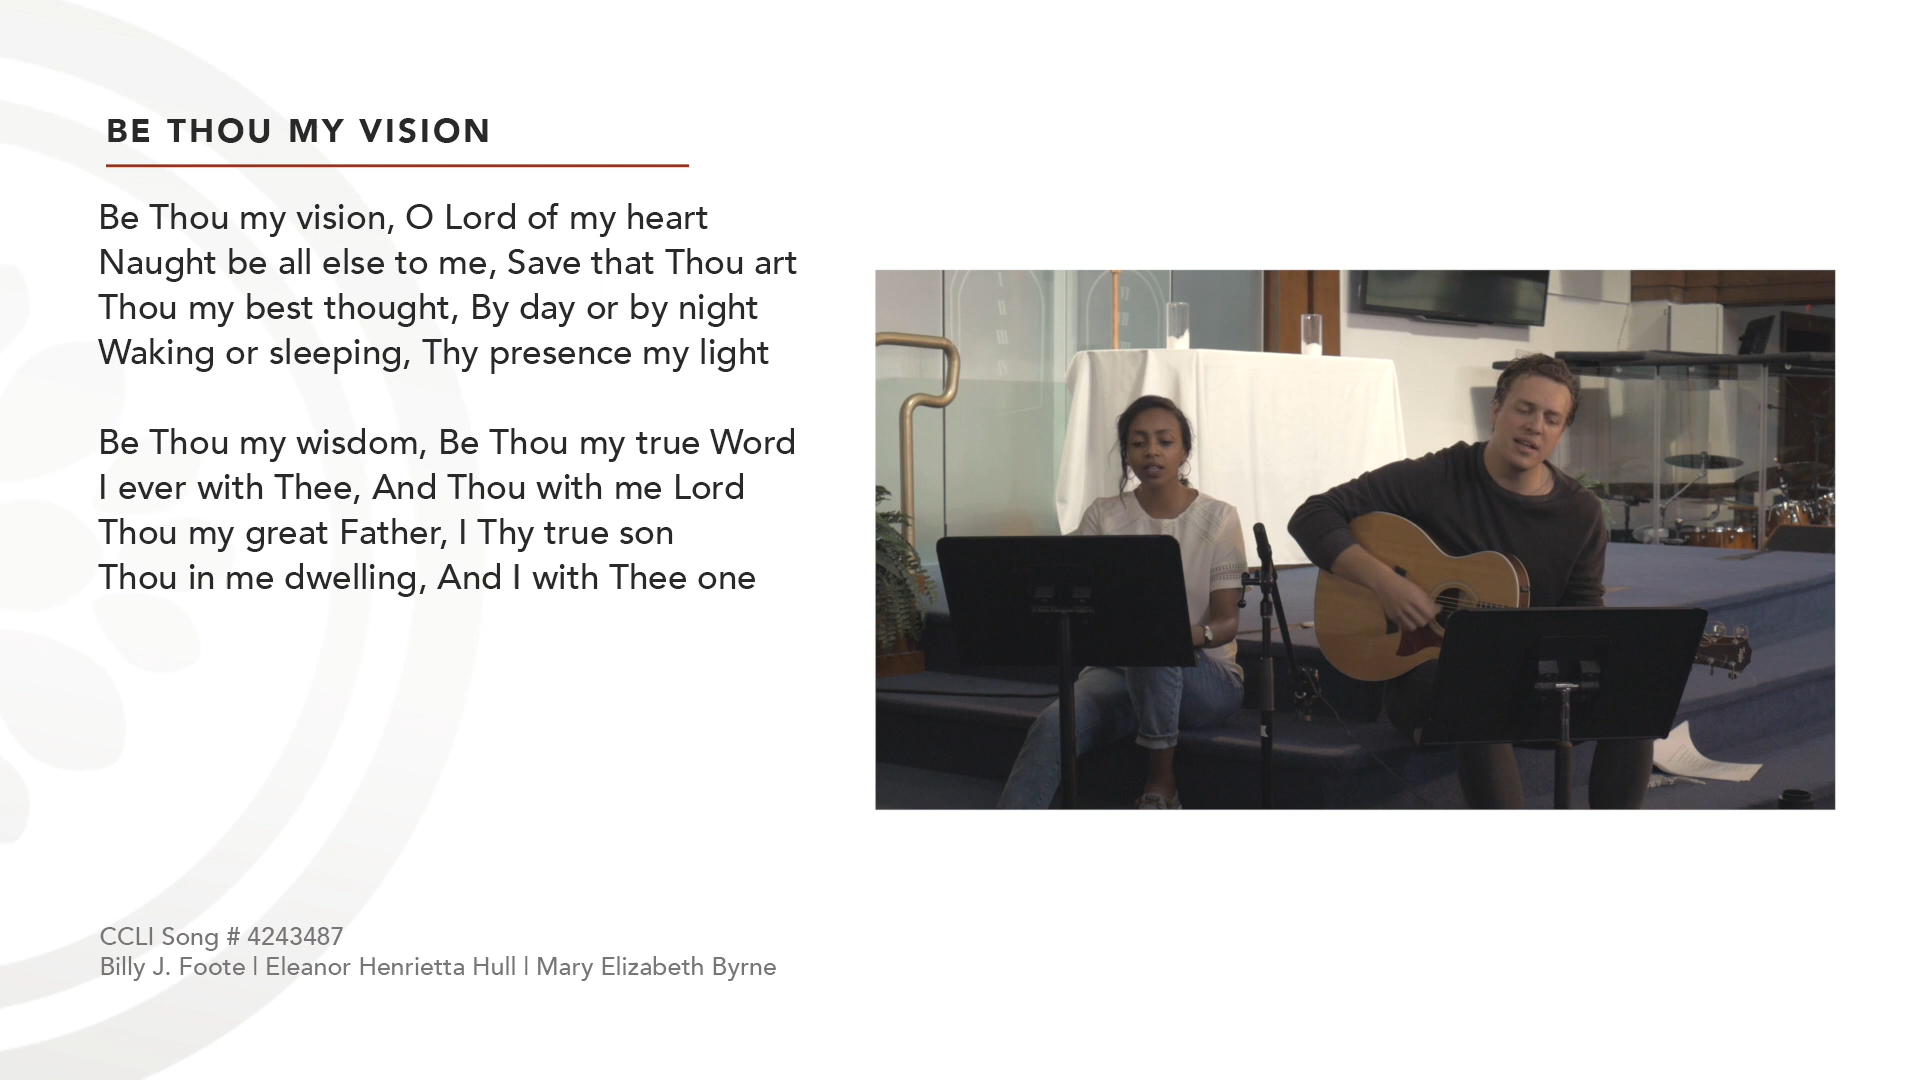 BE THOU MY VISION
Be Thou my vision, O Lord of my heart
Naught be all else to me, Save that Thou art
Thou my best thought, By day or by night
Waking or sleeping, Thy presence my light
Be Thou my wisdom, Be Thou my true Word
I ever with Thee, And Thou with me Lord
Thou my great Father, I Thy true son
Thou in me dwelling, And I with Thee one
CCLI Song # 4243487
Billy J. Foote | Eleanor Henrietta Hull | Mary Elizabeth Byrne